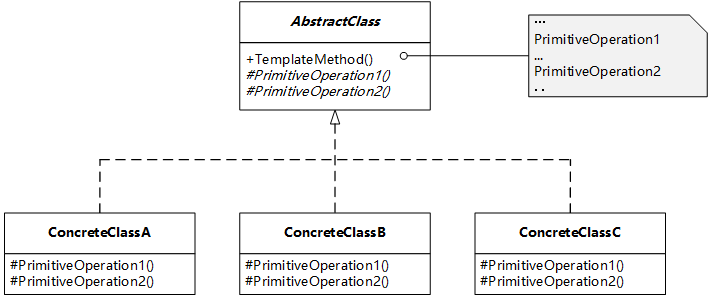 AbstractClass
+TemplateMethod()
#PrimitiveOperation1()
#PrimitiveOperation2()
...
PrimitiveOperation1
...
PrimitiveOperation2
. .
ConcreteClassA
#PrimitiveOperation1()
#PrimitiveOperation2()
ConcreteClassB
#PrimitiveOperation1()
#PrimitiveOperation2()
ConcreteClassC
#PrimitiveOperation1()
#PrimitiveOperation2()